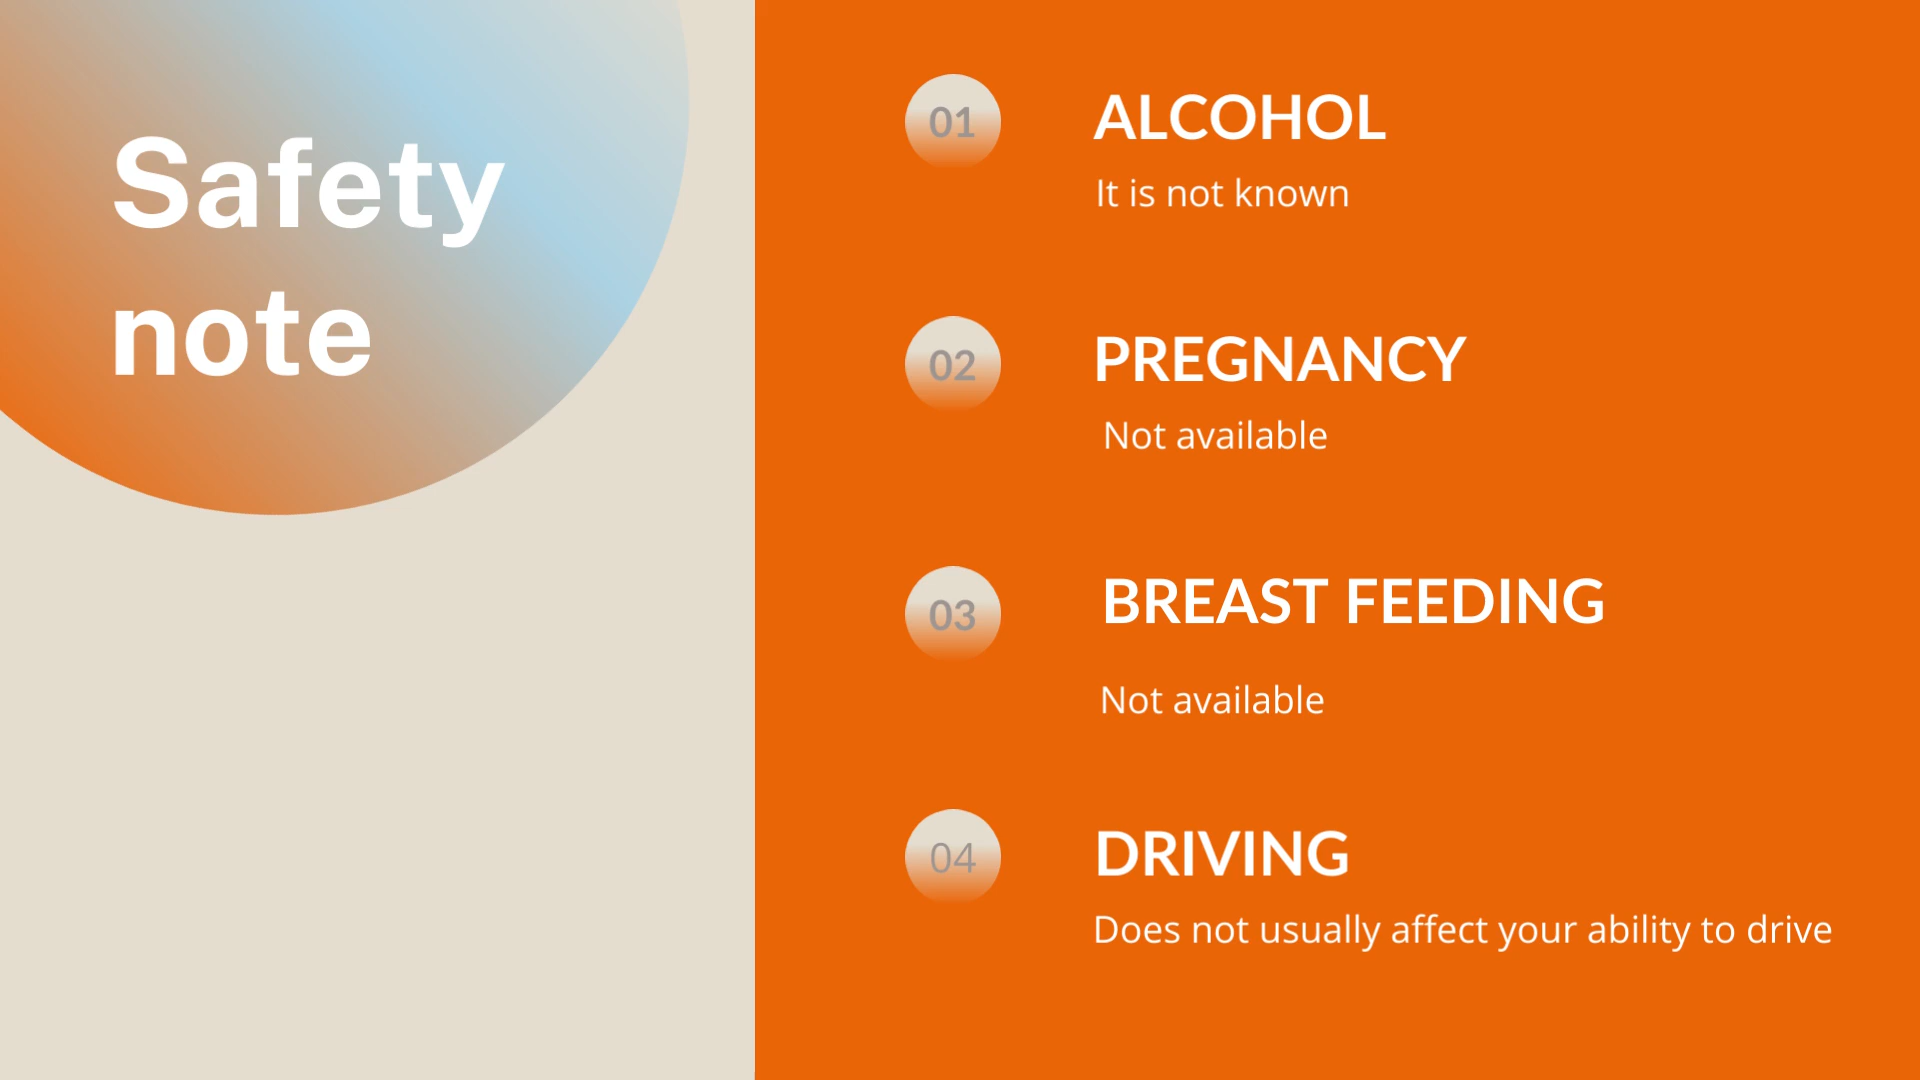 Safety
note
01
ALCOHOL
It is not known
02
PREGNANCY
Not available
03
BREAST FEEDING
Not available
04
DRIVING
Does not usually affect your ability to drive